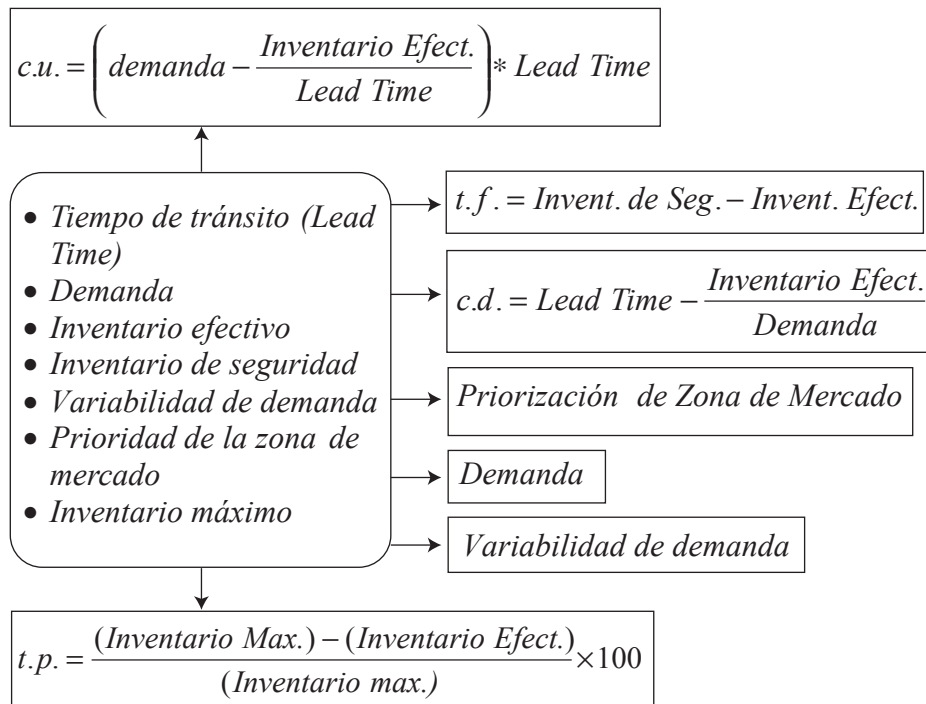 c.u. = ( demanda − Inventario Efect. / Lead Time ) * Lead Time
• Tiempo de tránsito (Lead
Time)
• Demanda
• Inventario efectivo
• Inventario de seguridad
• Variabilidad de demanda
• Prioridad de la zona de
mercado
• Inventario máximo
t.f. = Invent. de Seg. − Invent. Efect.
c.d. = Lead Time − Inventario Efect. / Demanda
Priorización de Zona de Mercado
Demanda
Variabilidad de demanda
t.p. = (Inventario Max.) − (Inventario Efect.) / (Inventario max.) ×100